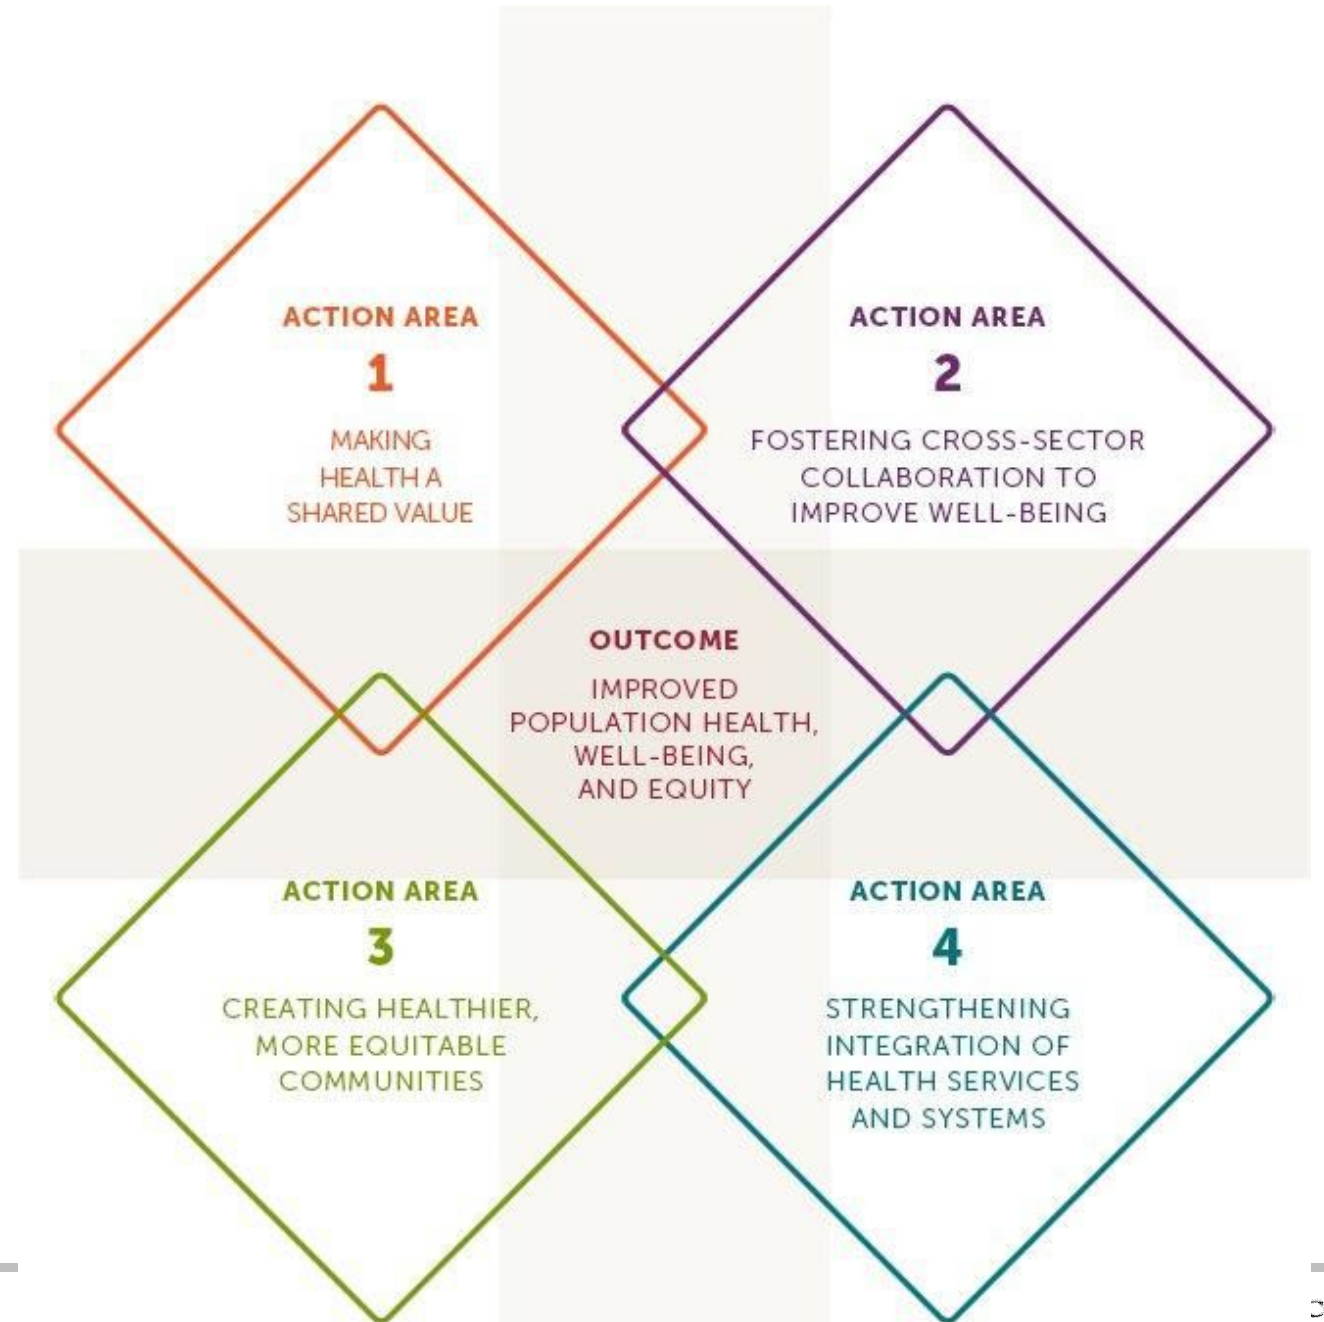 ACTION AREA
1
MAKING
HEALTH A
SHARED VALUE
ACTION AREA
2
FOSTERING CROSS-SECTOR
COLLABORATION TO
IMPROVE WELL-BEING
OUTCOME
IMPROVED
POPULATION HEALTH,
WELL-BEING,
AND EQUITY
ACTION AREA
3
CREATING HEALTHIER,
MORE EQUITABLE
COMMUNITIES
ACTION AREA
4
STRENGTHENING
INTEGRATION OF
HEALTH SERVICES
AND SYSTEMS